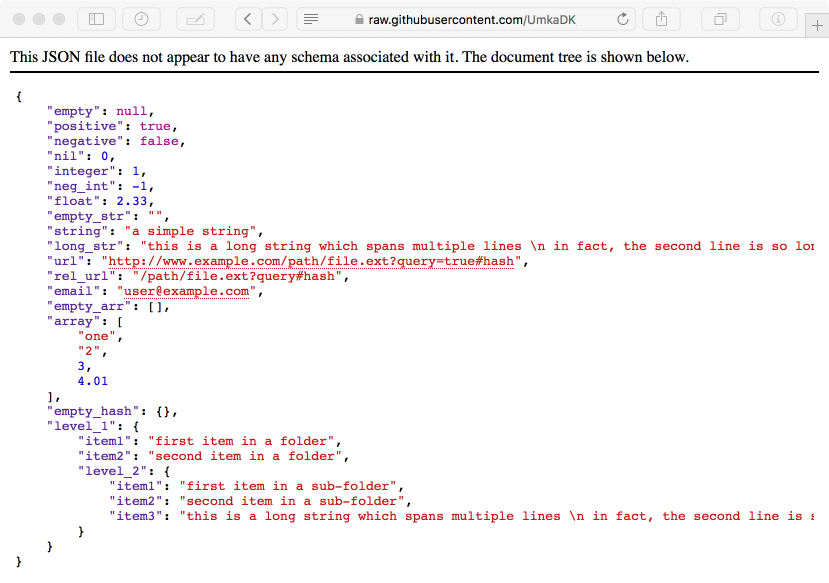 raw.githubusercontent.com/UmkaDK
This JSON file does not appear to have any schema associated with it. The document tree is shown below.
{
    "empty": null,
    "positive": true,
    "negative": false,
    "nil": 0,
    "integer": 1,
    "neg_int": -1,
    "float": 2.33,
    "empty_str": "",
    "string": "a simple string",
    "long_str": "this is a long string which spans multiple lines \n in fact, the second line is so lon
    "url": "http://www.example.com/path/file.ext?query=true#hash",
    "rel_url": "/path/file.ext?query#hash",
    "email": "user@example.com",
    "empty_arr": [],
    "array": [
        "one",
        "2",
        3,
        4.01
    ],
    "empty_hash": {},
    "level_1": {
        "item1": "first item in a folder",
        "item2": "second item in a folder",
        "level_2": {
            "item1": "first item in a sub-folder",
            "item2": "second item in a sub-folder",
            "item3": "this is a long string which spans multiple lines \n in fact, the second line is s
        }
    }
}